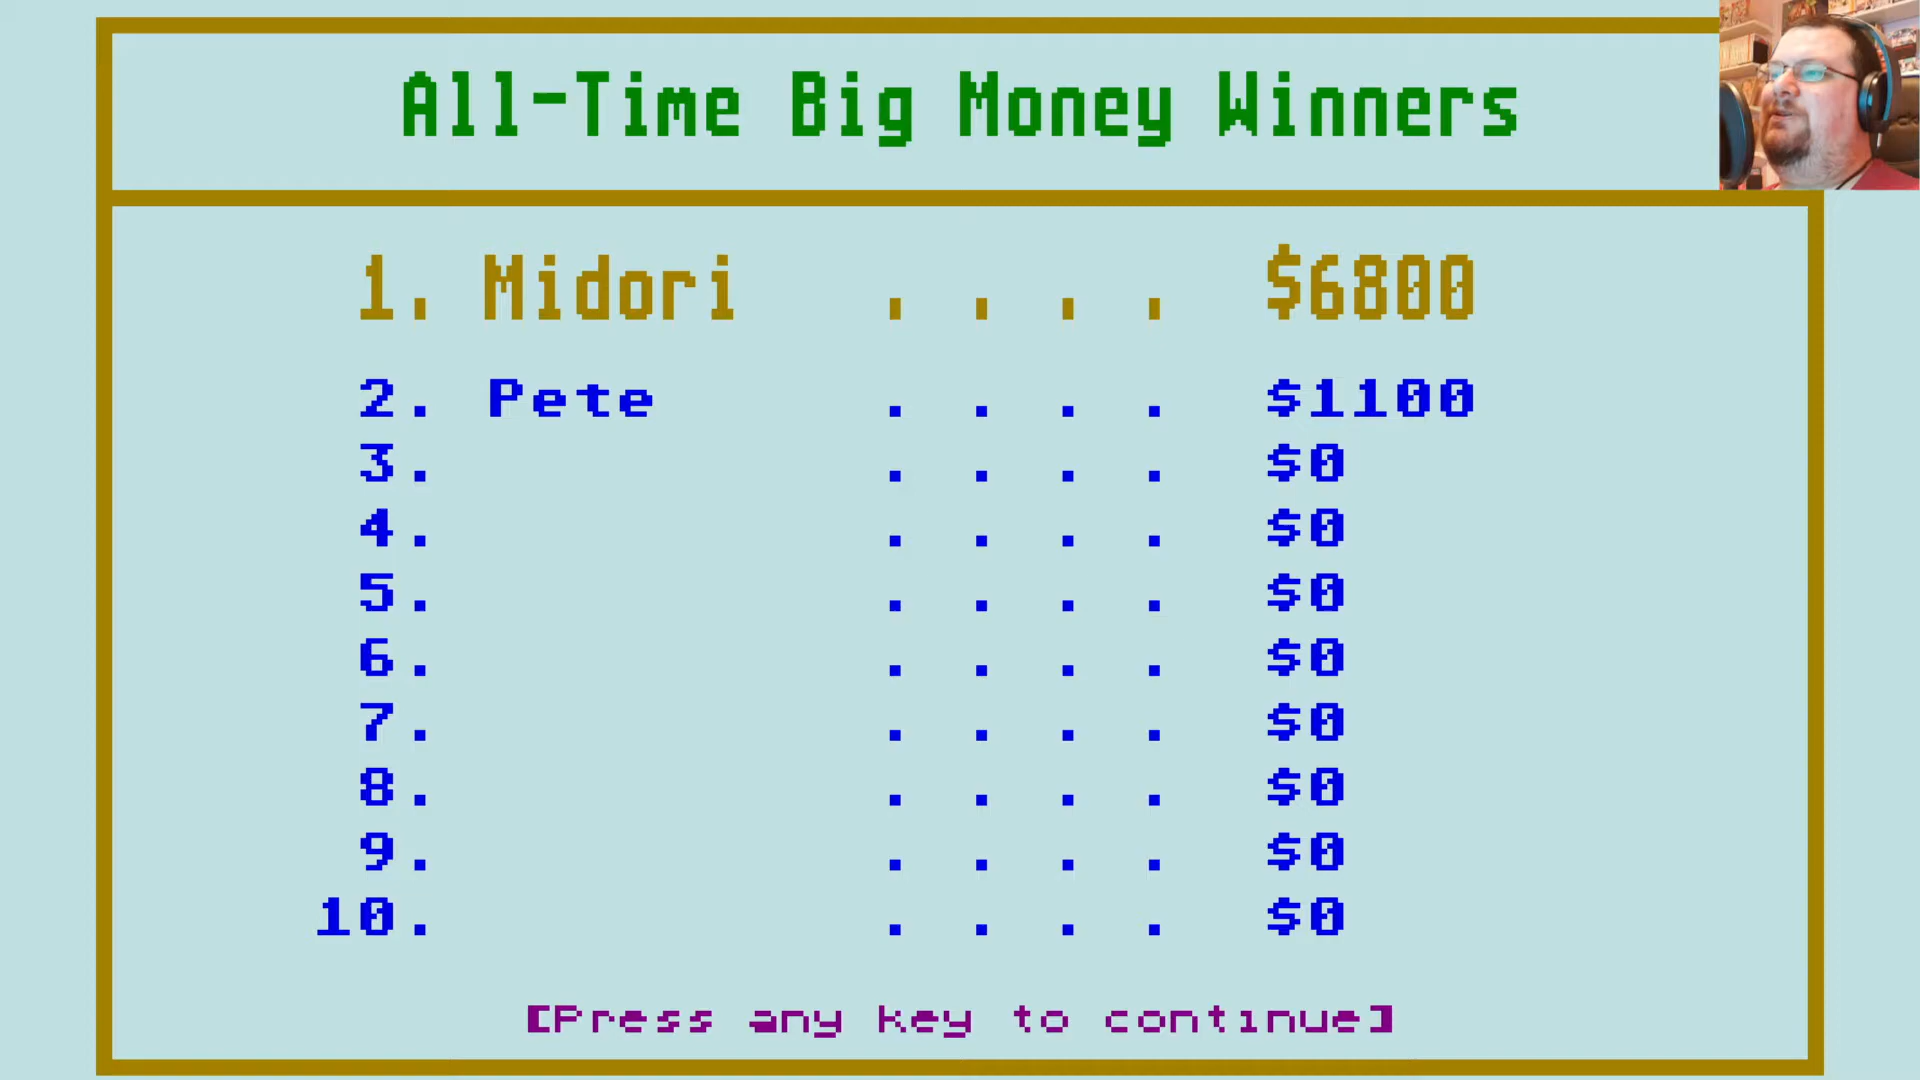 All-Time Big Money Winners
1. Midori . . . . $6800
2. Pete . . . . $1100
3. . . . . $0
4. . . . . $0
5. . . . . $0
6. . . . . $0
7. . . . . $0
8. . . . . $0
9. . . . . $0
10. . . . . $0
[Press any key to continue]